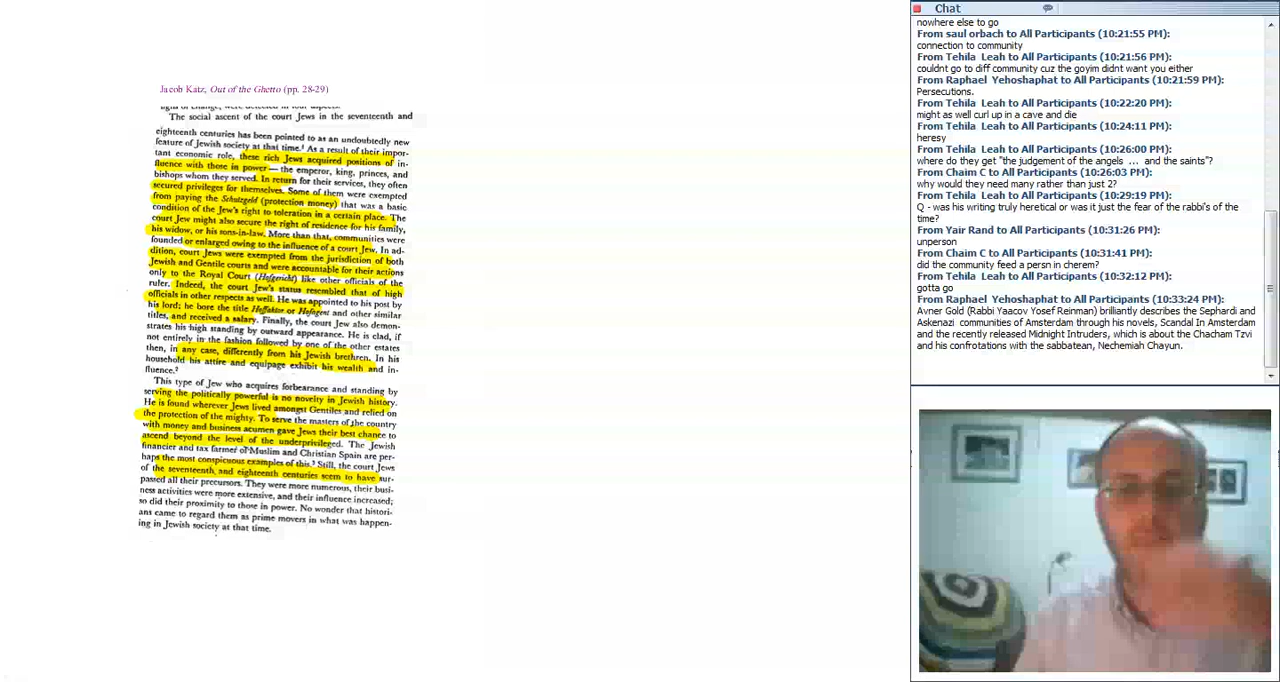 Jacob Katz, Out of the Ghetto (pp. 28-29)
light of change, were detected in four aspects.
The social ascent of the court Jews in the seventeenth and
eighteenth centuries has been pointed to as an undoubtedly new
feature of Jewish society at that time.¹ As a result of their impor-
tant economic role, these rich Jews acquired positions of in-
fluence with those in power — the emperor, king, princes, and
bishops whom they served. In return for their services, they often
secured privileges for themselves. Some of them were exempted
from paying the Schutzgeld (protection money) that was a basic
condition of the Jew's right to toleration in a certain place. The
court Jew might also secure the right of residence for his family,
his widow, or his sons-in-law. More than that, communities were
founded or enlarged owing to the influence of a court Jew. In ad-
dition, court Jews were exempted from the jurisdiction of both
Jewish and Gentile courts and were accountable for their actions
only to the Royal Court (Hofgericht) like other officials of the
ruler. Indeed, the court Jew's status resembled that of high
officials in other respects as well. He was appointed to his post by
his lord; he bore the title Hoffaktor or Hofagent and other similar
titles, and received a salary. Finally, the court Jew also demon-
strates his high standing by outward appearance. He is clad, if
not entirely in the fashion followed by one of the other estates
then, in any case, differently from his Jewish brethren. In his
household his attire and equipage exhibit his wealth and in-
fluence.²
This type of Jew who acquires forbearance and standing by
serving the politically powerful is no novelty in Jewish history.
He is found wherever Jews lived amongst Gentiles and relied on
the protection of the mighty. To serve the masters of the country
with money and business acumen gave Jews their best chance to
ascend beyond the level of the underprivileged. The Jewish
financier and tax farmer of Muslim and Christian Spain are per-
haps the most conspicuous examples of this.³ Still, the court Jews
of the seventeenth and eighteenth centuries seem to have sur-
passed all their precursors. They were more numerous, their busi-
ness activities were more extensive, and their influence increased;
so did their proximity to those in power. No wonder that histori-
ans came to regard them as prime movers in what was happen-
ing in Jewish society at that time.
Chat
nowhere else to go
From saul orbach to All Participants (10:21:55 PM):
connection to community
From Tehila Leah to All Participants (10:21:56 PM):
couldnt go to diff community cuz the goyim didnt want you either
From Raphael Yehoshaphat to All Participants (10:21:59 PM):
Persecutions.
From Tehila Leah to All Participants (10:22:20 PM):
might as well curl up in a cave and die
From Tehila Leah to All Participants (10:24:11 PM):
heresy
From Tehila Leah to All Participants (10:26:00 PM):
where do they get "the judgement of the angels ... and the saints"?
From Chaim C to All Participants (10:26:03 PM):
why would they need many rather than just 2?
From Tehila Leah to All Participants (10:29:19 PM):
Q - was his writing truly heretical or was it just the fear of the rabbi's of the
time?
From Yair Rand to All Participants (10:31:26 PM):
unperson
From Chaim C to All Participants (10:31:41 PM):
did the community feed a persn in cherem?
From Tehila Leah to All Participants (10:32:12 PM):
gotta go
From Raphael Yehoshaphat to All Participants (10:33:24 PM):
Avner Gold (Rabbi Yaacov Yosef Reinman) brilliantly describes the Sephardi and
Askenazi communities of Amsterdam through his novels, Scandal In Amsterdam
and the recently released Midnight Intruders, which is about the Chacham Tzvi
and his confrotations with the sabbatean, Nechemiah Chayun.